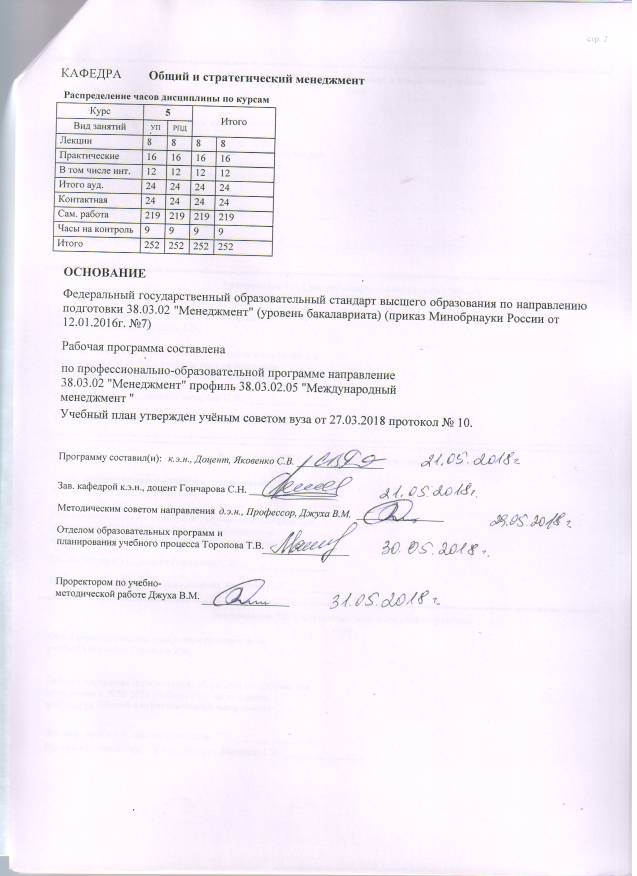 стр. 2
КАФЕДРА Общий и стратегический менеджмент
Распределение часов дисциплины по курсам
Курс 5 Итого
Вид занятий УП РПД
Лекции 8 8 8 8
Практические 16 16 16 16
В том числе инт. 12 12 12 12
Итого ауд. 24 24 24 24
Контактная 24 24 24 24
Сам. работа 219 219 219 219
Часы на контроль 9 9 9 9
Итого 252 252 252 252
ОСНОВАНИЕ
Федеральный государственный образовательный стандарт высшего образования по направлению
подготовки 38.03.02 "Менеджмент" (уровень бакалавриата) (приказ Минобрнауки России от
12.01.2016г. №7)
Рабочая программа составлена
по профессионально-образовательной программе направление
38.03.02 "Менеджмент" профиль 38.03.02.05 "Международный
менеджмент "
Учебный план утвержден учёным советом вуза от 27.03.2018 протокол № 10.
Программу составил(и): к.э.н., Доцент, Яковенко С.В. 21.05.2018г
Зав. кафедрой к.э.н., доцент Гончарова С.Н. 21.05.2018г.
Методическим советом направления д.э.н., Профессор, Джуха В.М. 29.05.2018г
Отделом образовательных программ и
планирования учебного процесса Торопова Т.В. 30.05.2018г.
Проректором по учебно-
методической работе Джуха В.М. 31.05.2018г.